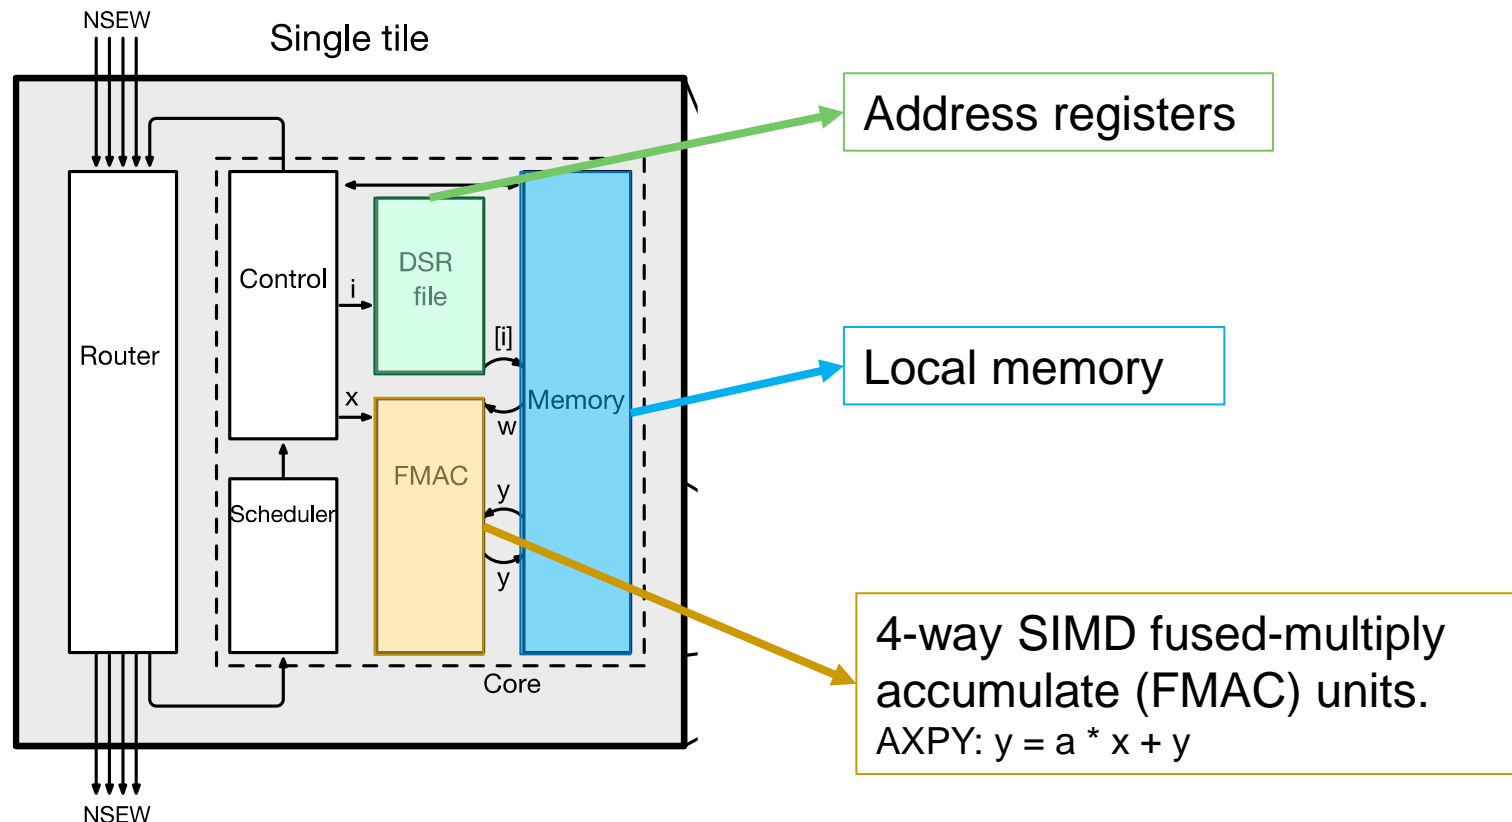 NSEW
Single tile
Address registers
Control
DSR
file
i
[i]
Router
Local memory
x
Memory
w
FMAC
y
Scheduler
y
Core
4-way SIMD fused-multiply
accumulate (FMAC) units.
AXPY: y = a * x + y
NSEW